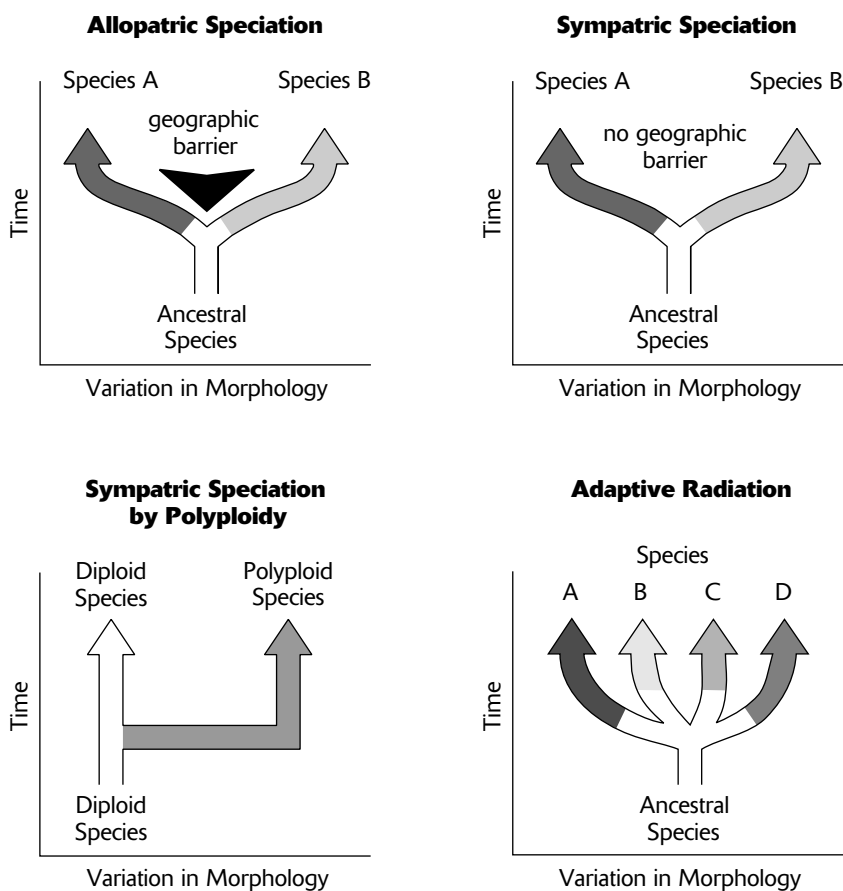 Allopatric Speciation
Species A
Species B
geographic
barrier
Time
Ancestral
Species
Variation in Morphology
Sympatric Speciation
Species A
Species B
no geographic
barrier
Time
Ancestral
Species
Variation in Morphology
Sympatric Speciation
by Polyploidy
Diploid
Species
Polyploid
Species
Time
Diploid
Species
Variation in Morphology
Adaptive Radiation
Species
A B C D
Time
Ancestral
Species
Variation in Morphology